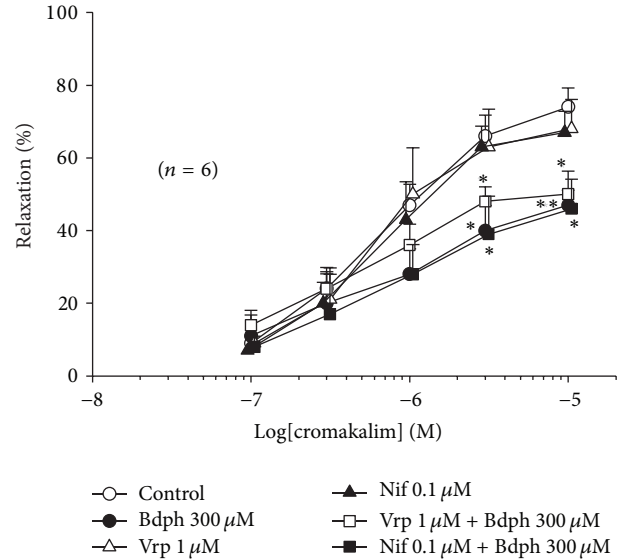 100
80
60
40
20
0
Relaxation (%)
(n = 6)
*
*
*
**
*
*
−8
−7
−6
−5
Log[cromakalim] (M)
Control
Bdph 300 μM
Vrp 1 μM
Nif 0.1 μM
Vrp 1 μM + Bdph 300 μM
Nif 0.1 μM + Bdph 300 μM